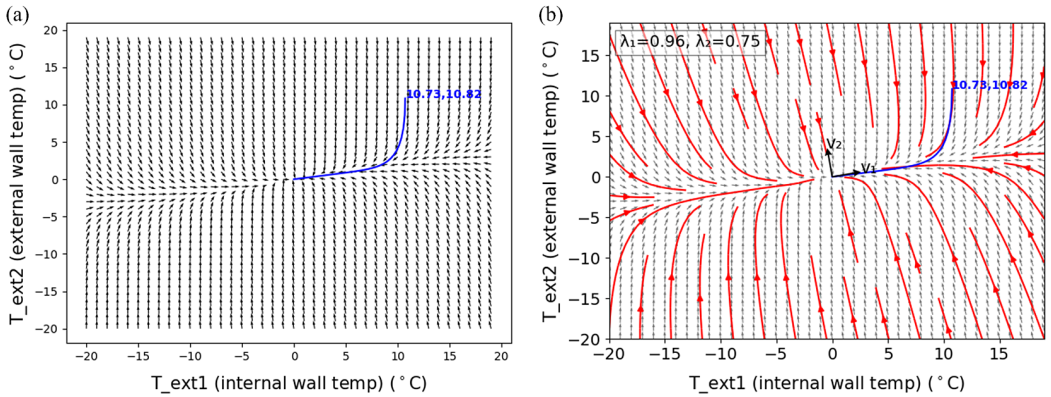 (a)
T_ext2 (external wall temp) (°C)
20
15
10
5
0
−5
−10
−15
−20
10.73,10.82
−20 −15 −10 −5 0 5 10 15 20
T_ext1 (internal wall temp) (°C)
(b)
T_ext2 (external wall temp) (°C)
15
10
5
0
−5
−10
−15
−20
λ₁=0.96, λ₂=0.75
10.73,10.82
v₂
v₁
−20 −15 −10 −5 0 5 10 15
T_ext1 (internal wall temp) (°C)